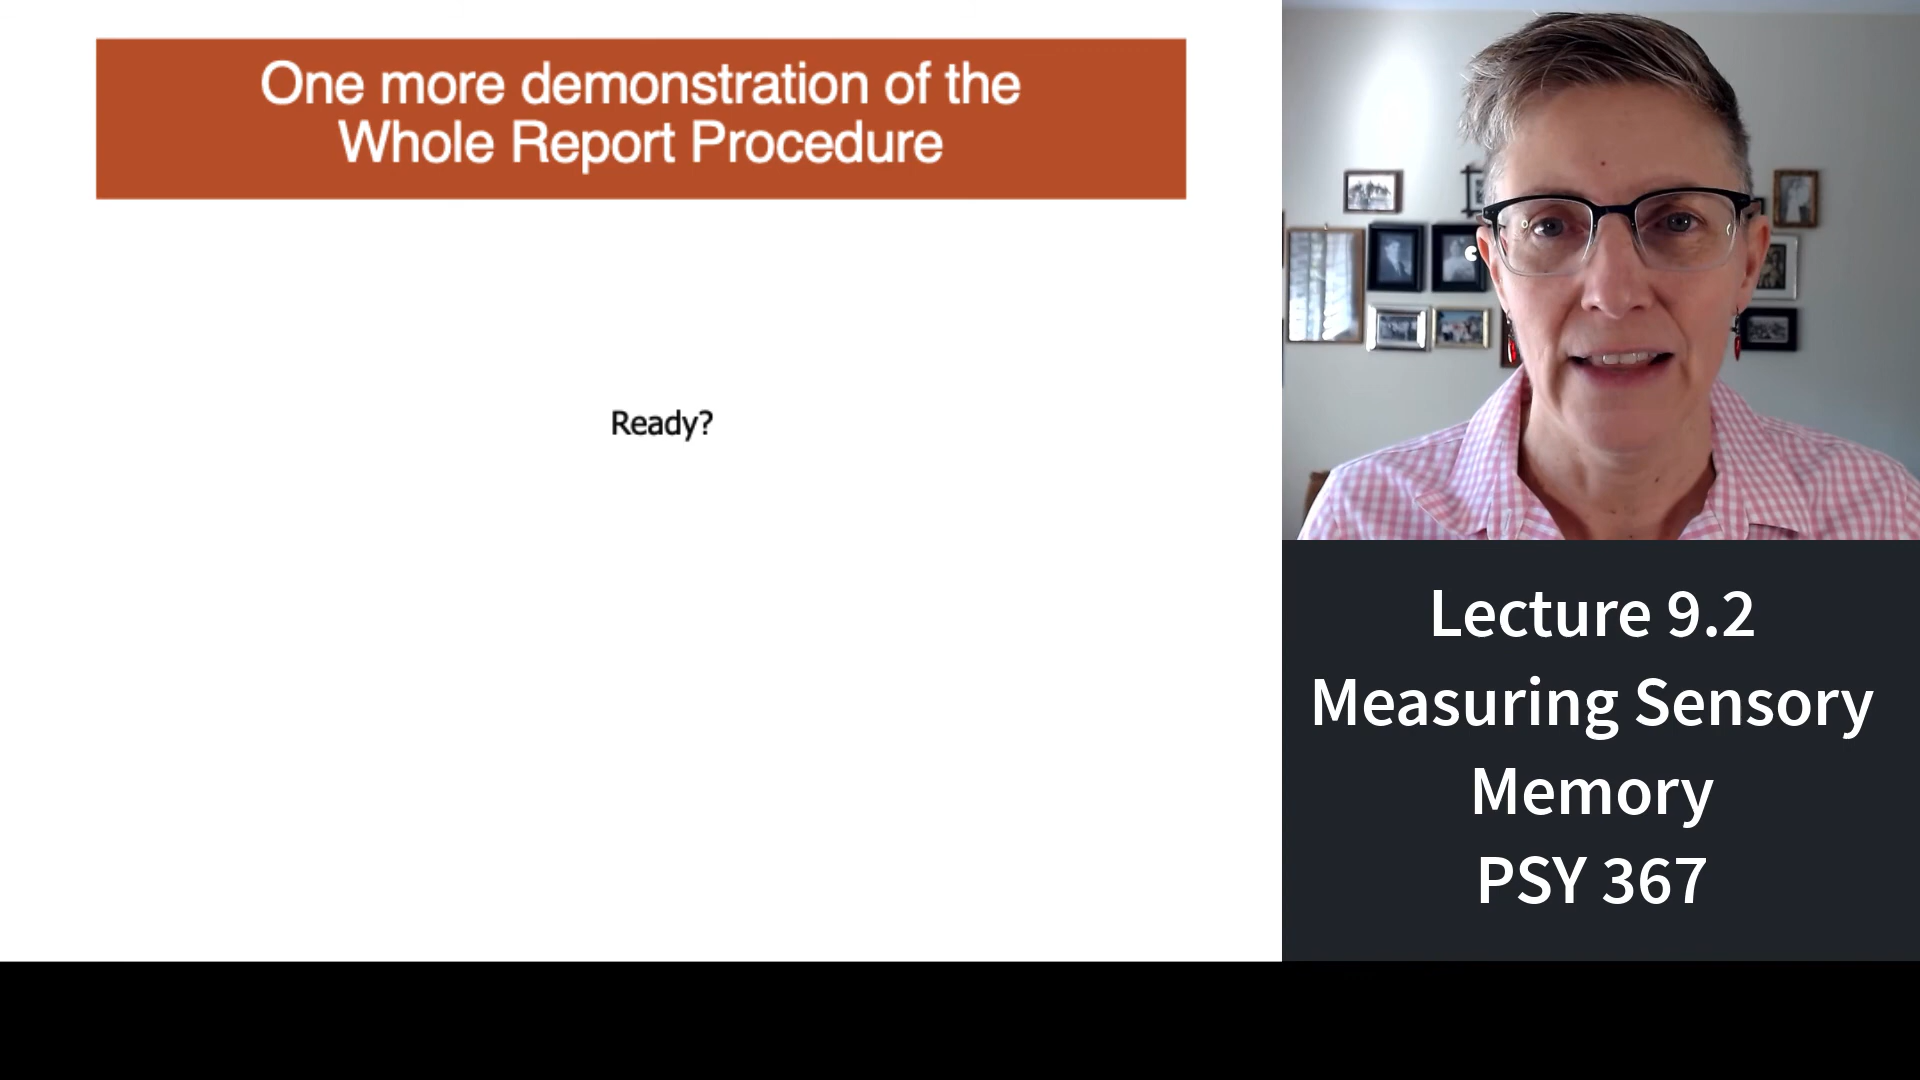 One more demonstration of the
Whole Report Procedure
Ready?
Lecture 9.2
Measuring Sensory
Memory
PSY 367